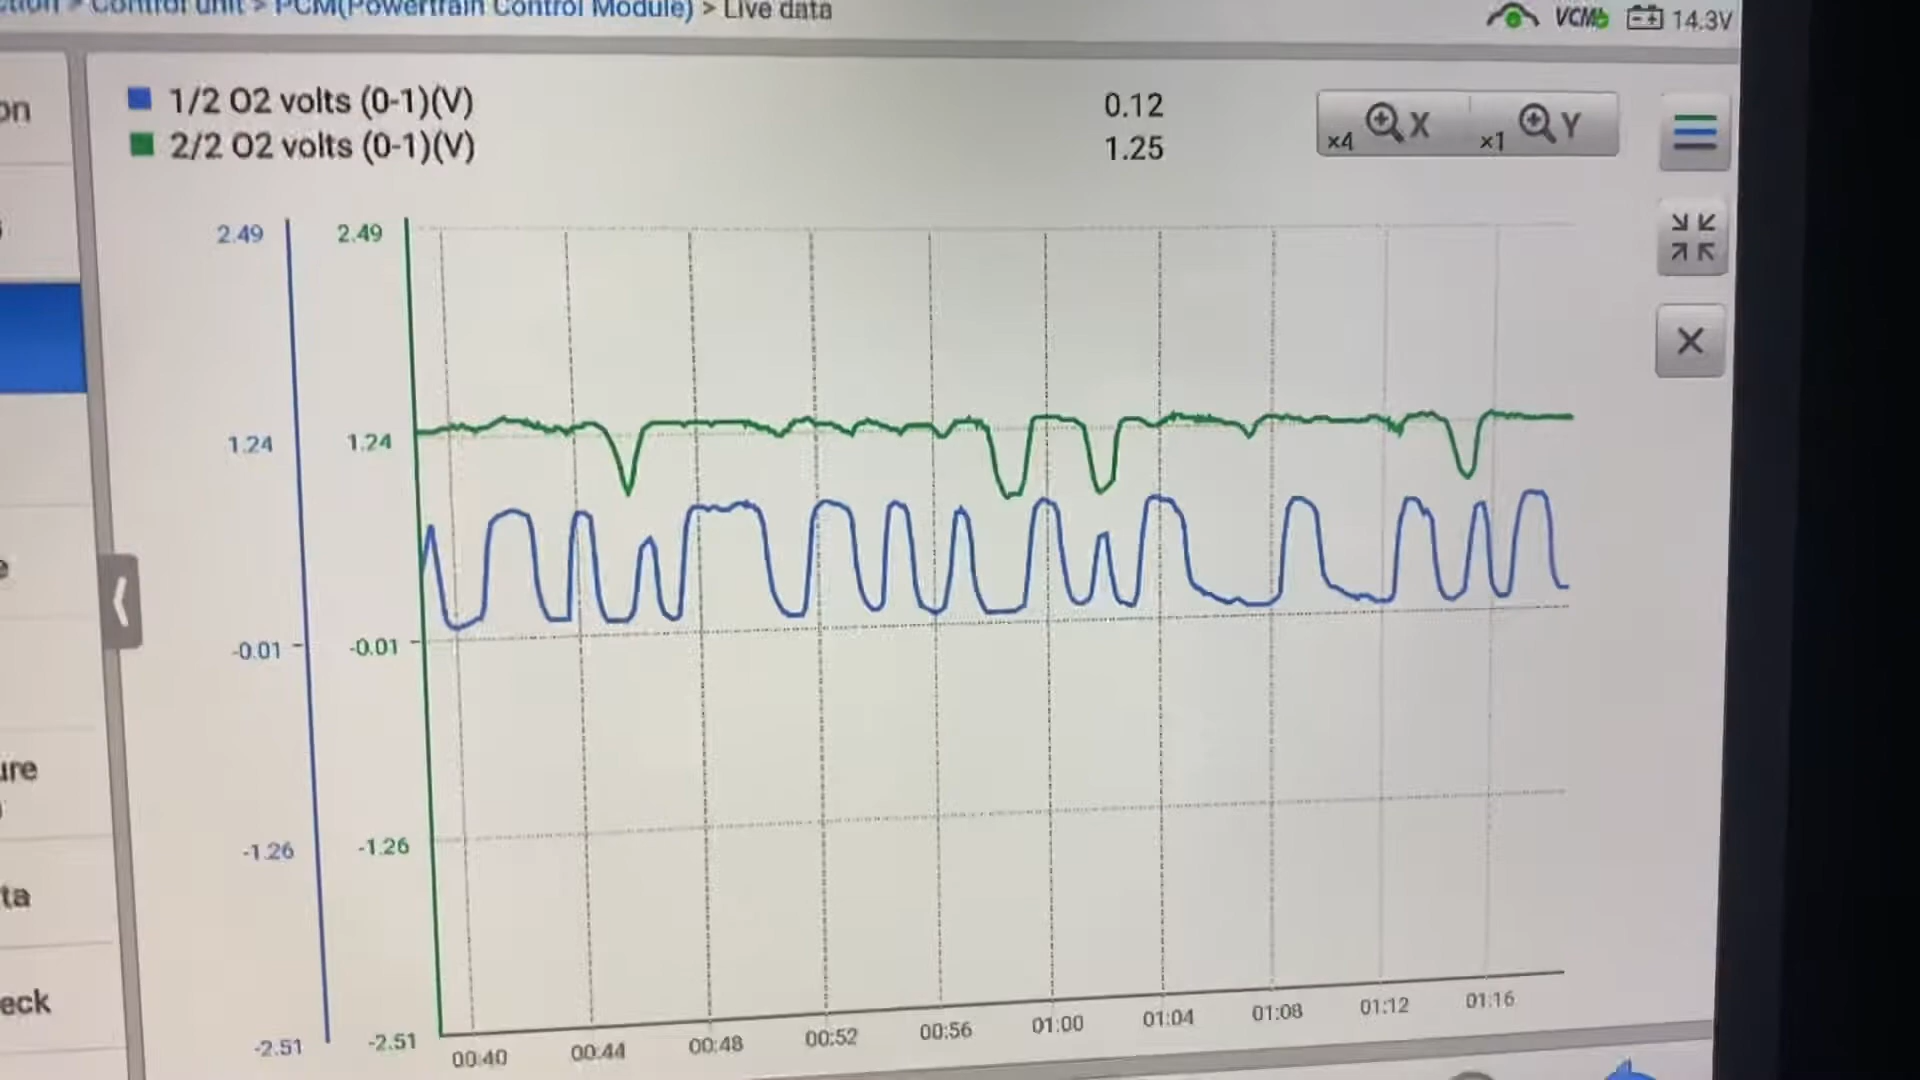 Control unit > PCM(Powertrain Control Module) > Live data
VCMI 14.3V
1/2 O2 volts (0-1)(V) 0.12
2/2 O2 volts (0-1)(V) 1.25
x4 X x1 Y
2.49 2.49
1.24 1.24
-0.01 -0.01
-1.26 -1.26
-2.51 -2.51
00:40 00:44 00:48 00:52 00:56 01:00 01:04 01:08 01:12 01:16
on
e
ure
ta
eck